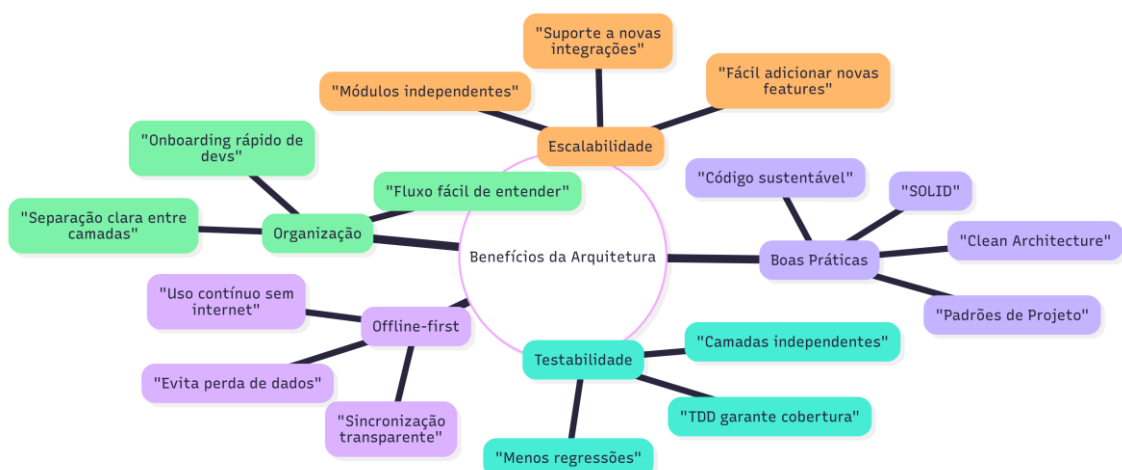 "Suporte a novas
integrações"
"Módulos independentes"
"Fácil adicionar novas
features"
Escalabilidade
"Onboarding rápido de
devs"
"Fluxo fácil de entender"
"Separação clara entre
camadas"
Organização
Benefícios da Arquitetura
"Código sustentável"
"SOLID"
"Clean Architecture"
Boas Práticas
"Padrões de Projeto"
"Uso contínuo sem
internet"
Offline-first
"Evita perda de dados"
"Sincronização
transparente"
Testabilidade
"Camadas independentes"
"TDD garante cobertura"
"Menos regressões"